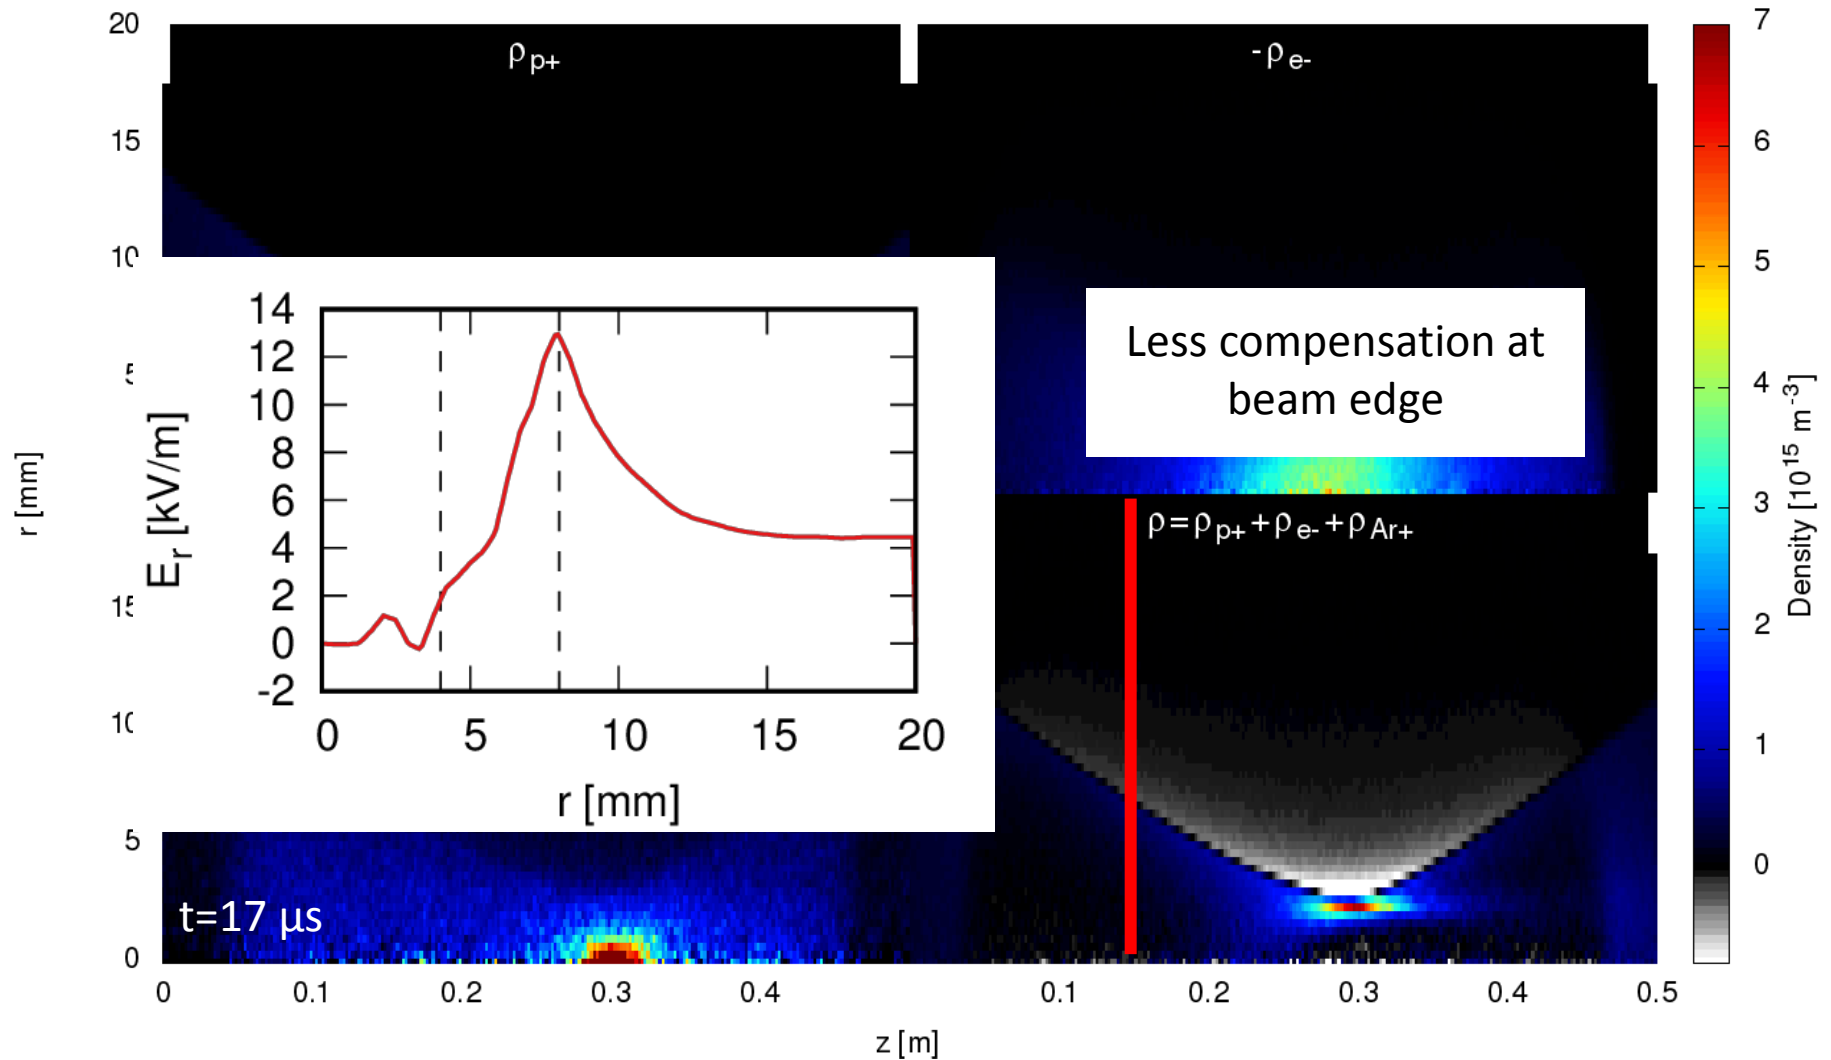 20
ρp+
-ρe-
7
15
6
10
5
14
12
10
8
6
4
2
0
-2
Er [kV/m]
0 5 10 15 20
r [mm]
Less compensation at
beam edge
5
4
r [mm]
3
Density [10^15 m^-3]
ρ=ρp++ρe-+ρAr+
15
2
10
1
5
0
t=17 μs
0
0 0.1 0.2 0.3 0.4 0.1 0.2 0.3 0.4 0.5
z [m]